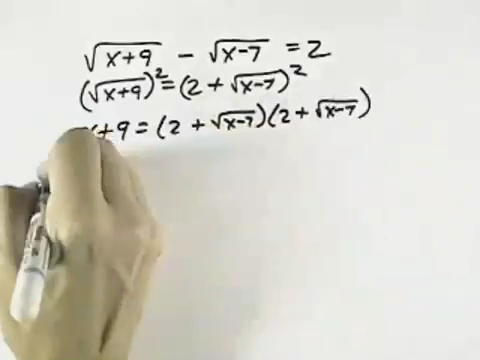 √x+9 − √x−7 = 2
(√x+9)² = (2 + √x−7)²
x+9 = (2 + √x−7)(2 + √x−7)